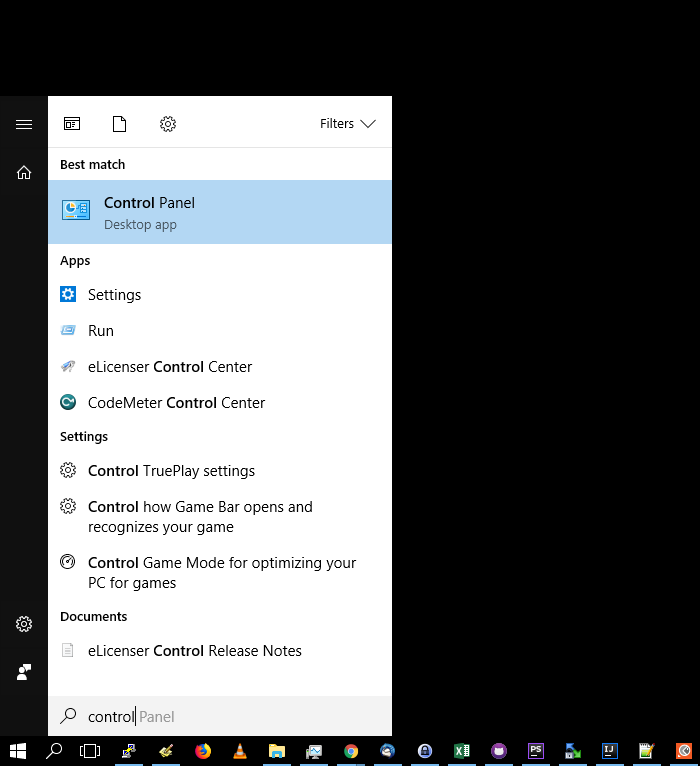 Filters
Best match
Control Panel
Desktop app
Apps
Settings
Run
eLicenser Control Center
CodeMeter Control Center
Settings
Control TruePlay settings
Control how Game Bar opens and
recognizes your game
Control Game Mode for optimizing your
PC for games
Documents
eLicenser Control Release Notes
control Panel
PS
IJ